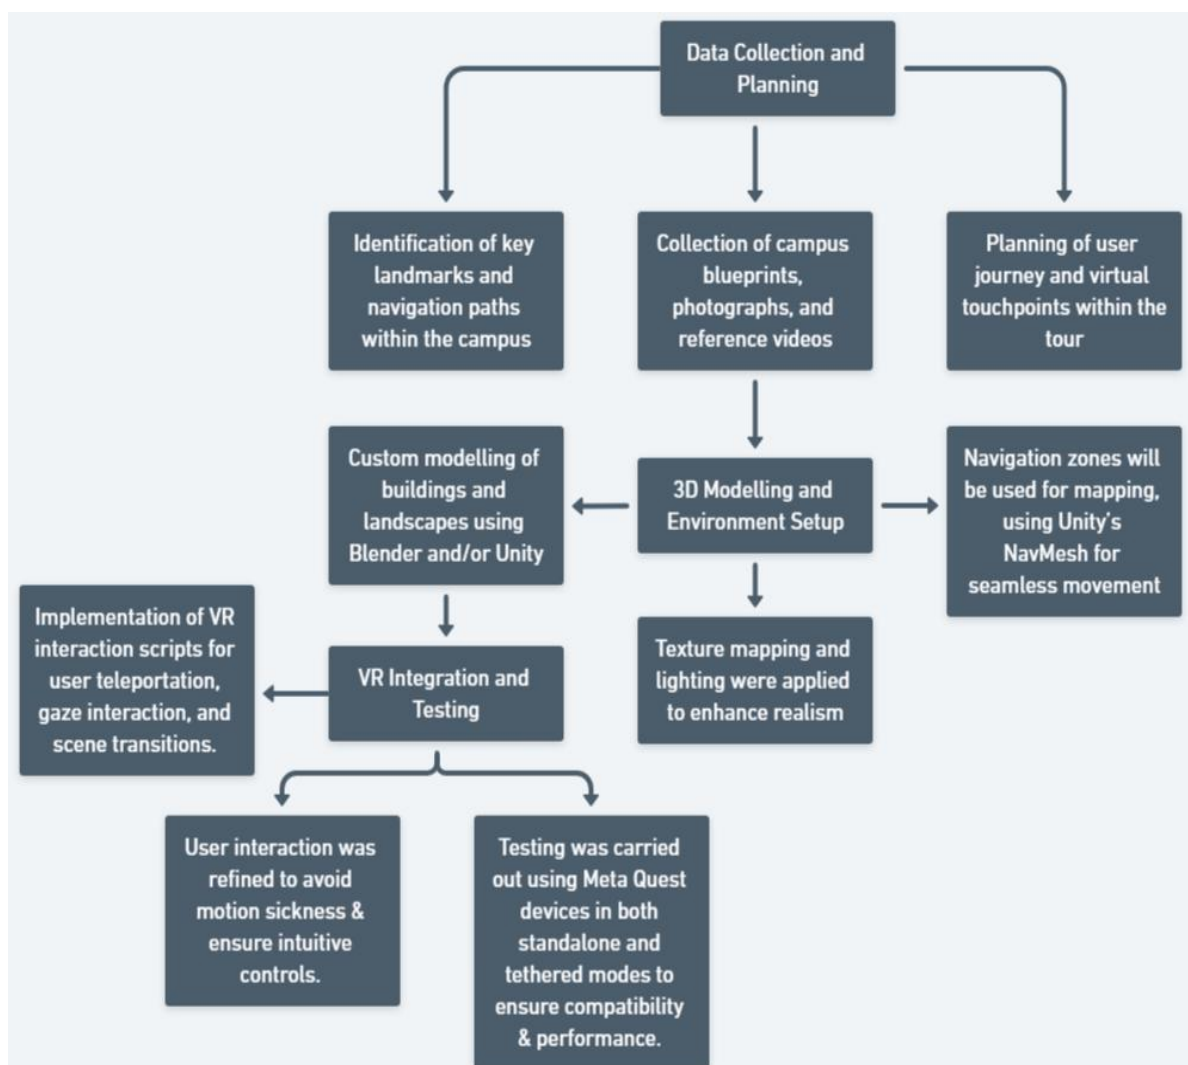 Data Collection and
Planning
Identification of key
landmarks and
navigation paths
within the campus
Collection of campus
blueprints,
photographs, and
reference videos
Planning of user
journey and virtual
touchpoints within the
tour
Custom modelling of
buildings and
landscapes using
Blender and/or Unity
3D Modelling and
Environment Setup
Navigation zones will
be used for mapping,
using Unity's
NavMesh for
seamless movement
Implementation of VR
interaction scripts for
user teleportation,
gaze interaction, and
scene transitions.
VR Integration and
Testing
Texture mapping and
lighting were applied
to enhance realism
User interaction was
refined to avoid
motion sickness &
ensure intuitive
controls.
Testing was carried
out using Meta Quest
devices in both
standalone and
tethered modes to
ensure compatibility
& performance.